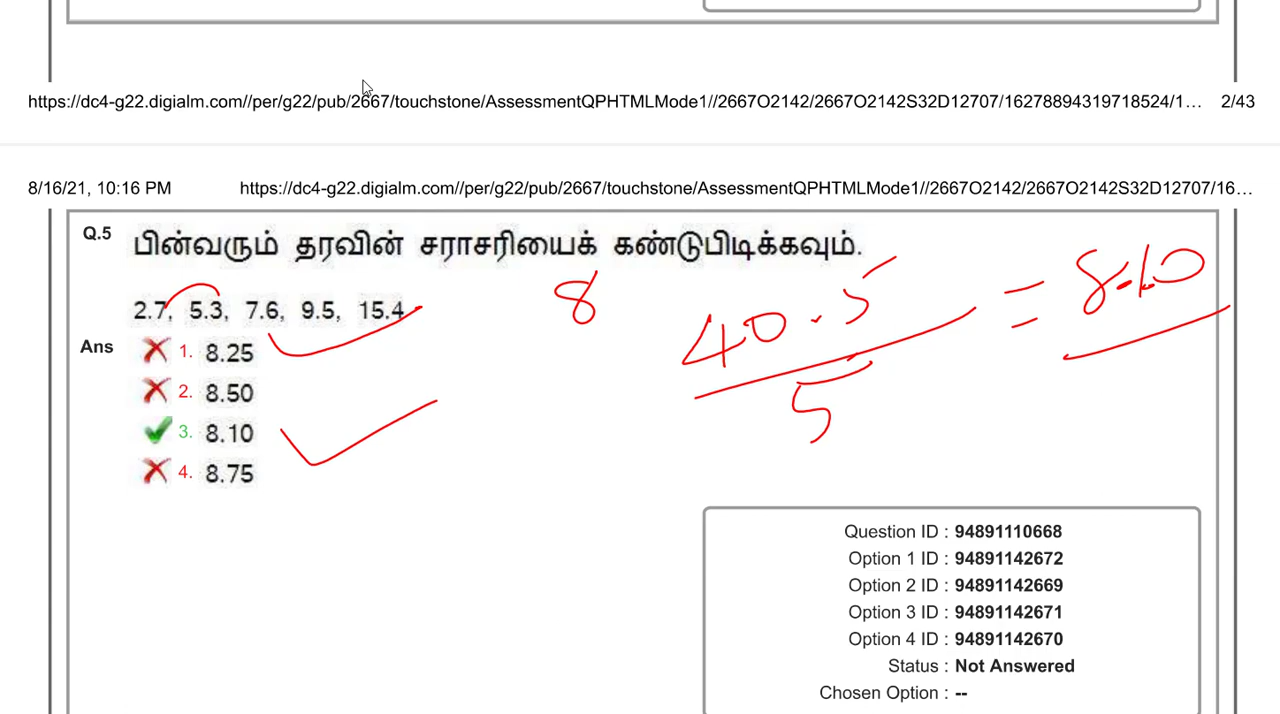 https://dc4-g22.digialm.com//per/g22/pub/2667/touchstone/AssessmentQPHTMLMode1//2667O2142/2667O2142S32D12707/16278894319718524/1… 2/43
8/16/21, 10:16 PM https://dc4-g22.digialm.com//per/g22/pub/2667/touchstone/AssessmentQPHTMLMode1//2667O2142/2667O2142S32D12707/16…
Q.5 பின்வரும் தரவின் சராசரியைக் கண்டுபிடிக்கவும்.
2.7, 5.3, 7.6, 9.5, 15.4
8
40.5
5
= 8.10
Ans
1. 8.25
2. 8.50
3. 8.10
4. 8.75
Question ID : 94891110668
Option 1 ID : 94891142672
Option 2 ID : 94891142669
Option 3 ID : 94891142671
Option 4 ID : 94891142670
Status : Not Answered
Chosen Option : --